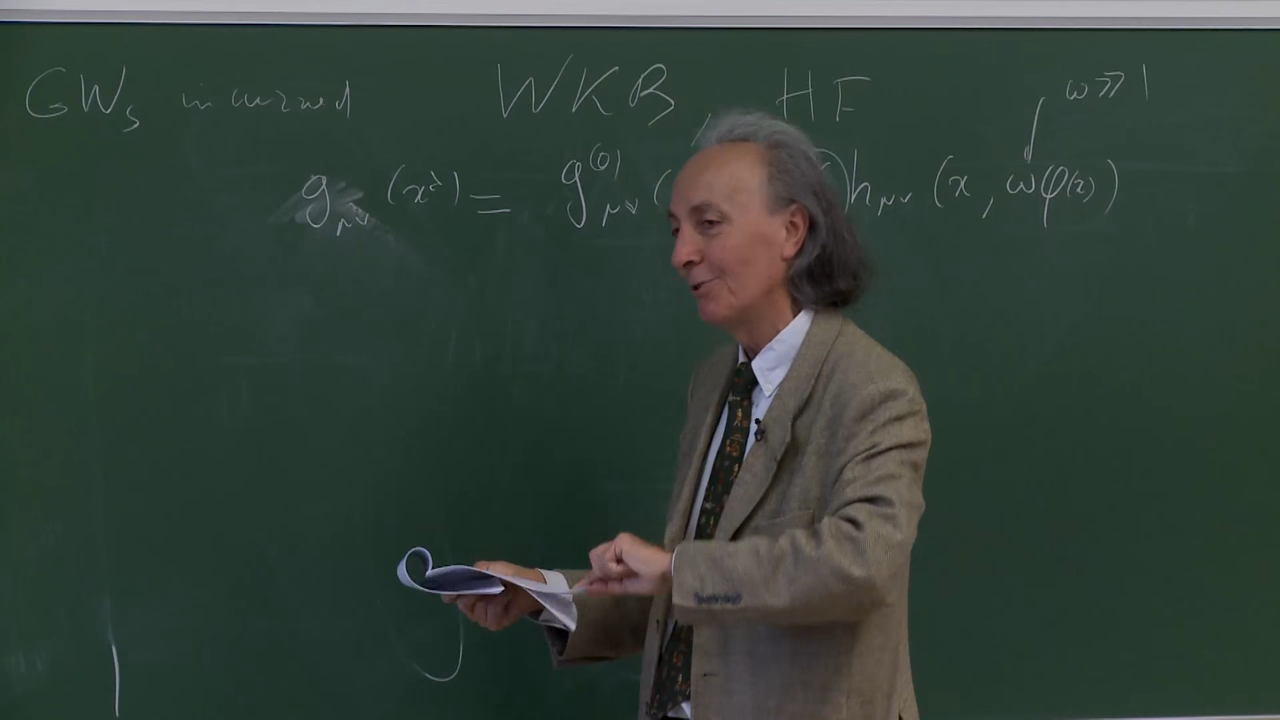 GWs in curved WKB, HF ω≫1
g_μν (x^λ) = g^(0)_μν ( )h_μν (x, ωφ(x))